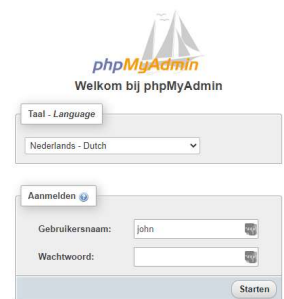 phpMyAdmin
Welkom bij phpMyAdmin
Taal - Language
Nederlands - Dutch
Aanmelden
Gebruikersnaam:
john
Wachtwoord:
Starten